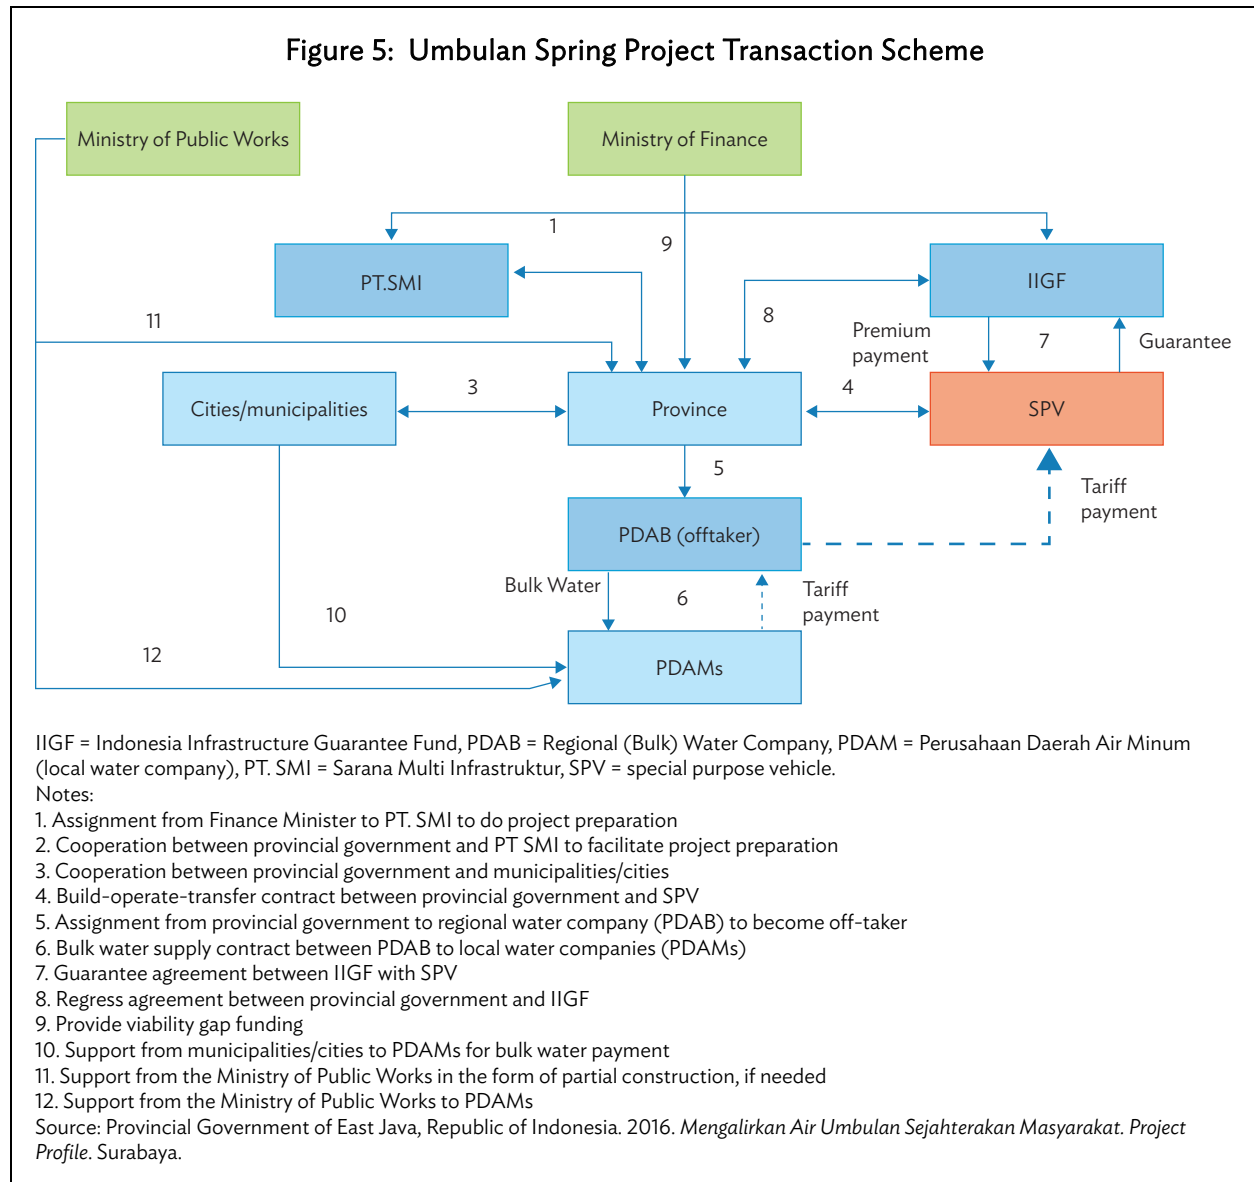 Figure 5: Umbulan Spring Project Transaction Scheme
Ministry of Public Works
Ministry of Finance
1
9
PT.SMI
IIGF
11
8
Premium
payment
7
Guarantee
Cities/municipalities
3
Province
4
SPV
5
Tariff
payment
PDAB (offtaker)
Bulk Water
6
Tariff
payment
10
12
PDAMs
IIGF = Indonesia Infrastructure Guarantee Fund, PDAB = Regional (Bulk) Water Company, PDAM = Perusahaan Daerah Air Minum
(local water company), PT. SMI = Sarana Multi Infrastruktur, SPV = special purpose vehicle.
Notes:
1. Assignment from Finance Minister to PT. SMI to do project preparation
2. Cooperation between provincial government and PT SMI to facilitate project preparation
3. Cooperation between provincial government and municipalities/cities
4. Build-operate-transfer contract between provincial government and SPV
5. Assignment from provincial government to regional water company (PDAB) to become off-taker
6. Bulk water supply contract between PDAB to local water companies (PDAMs)
7. Guarantee agreement between IIGF with SPV
8. Regress agreement between provincial government and IIGF
9. Provide viability gap funding
10. Support from municipalities/cities to PDAMs for bulk water payment
11. Support from the Ministry of Public Works in the form of partial construction, if needed
12. Support from the Ministry of Public Works to PDAMs
Source: Provincial Government of East Java, Republic of Indonesia. 2016. Mengalirkan Air Umbulan Sejahterakan Masyarakat. Project
Profile. Surabaya.